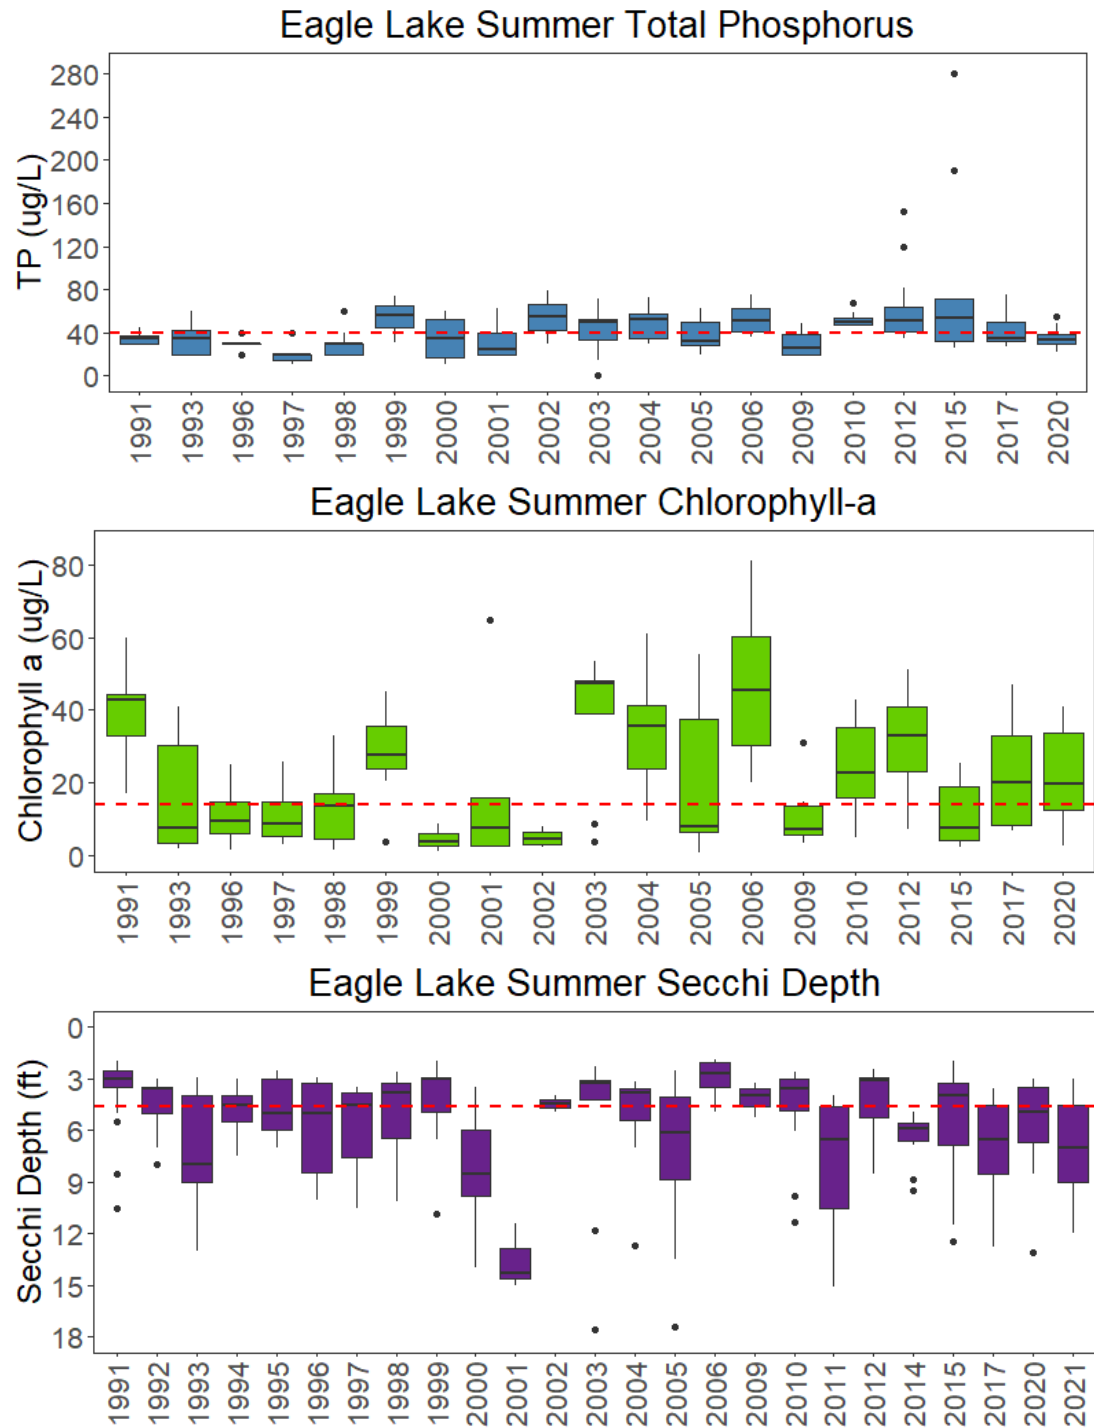 Eagle Lake Summer Total Phosphorus
TP (ug/L)
280
240
200
160
120
80
40
0
1991 1993 1996 1997 1998 1999 2000 2001 2002 2003 2004 2005 2006 2009 2010 2012 2015 2017 2020
Eagle Lake Summer Chlorophyll-a
Chlorophyll a (ug/L)
80
60
40
20
0
1991 1993 1996 1997 1998 1999 2000 2001 2002 2003 2004 2005 2006 2009 2010 2012 2015 2017 2020
Eagle Lake Summer Secchi Depth
Secchi Depth (ft)
0
3
6
9
12
15
18
1991 1992 1993 1994 1995 1996 1997 1998 1999 2000 2001 2002 2003 2004 2005 2006 2009 2010 2011 2012 2014 2015 2017 2020 2021